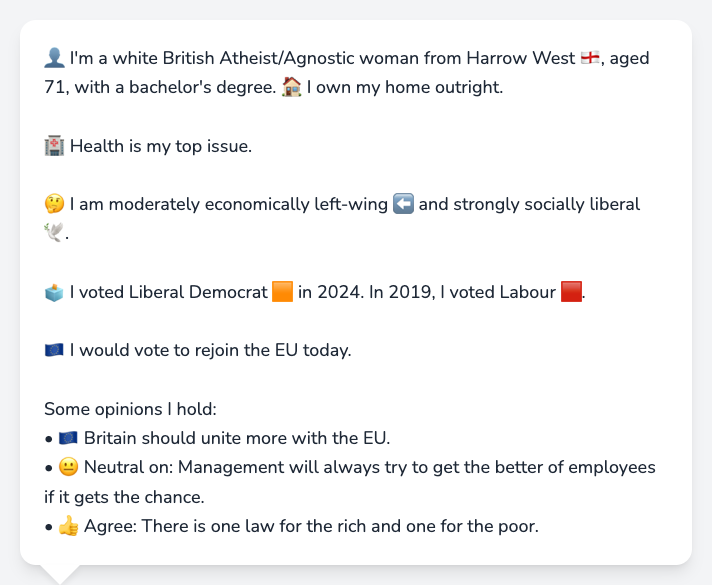 👤 I'm a white British Atheist/Agnostic woman from Harrow West 🏴󠁧󠁢󠁥󠁮󠁧󠁿, aged
71, with a bachelor's degree. 🏠 I own my home outright.
🏥 Health is my top issue.
🤔 I am moderately economically left-wing ⬅️ and strongly socially liberal
🕊️.
🗳️ I voted Liberal Democrat 🟧 in 2024. In 2019, I voted Labour 🟥.
🇪🇺 I would vote to rejoin the EU today.
Some opinions I hold:
• 🇪🇺 Britain should unite more with the EU.
• 😐 Neutral on: Management will always try to get the better of employees
if it gets the chance.
• 👍 Agree: There is one law for the rich and one for the poor.